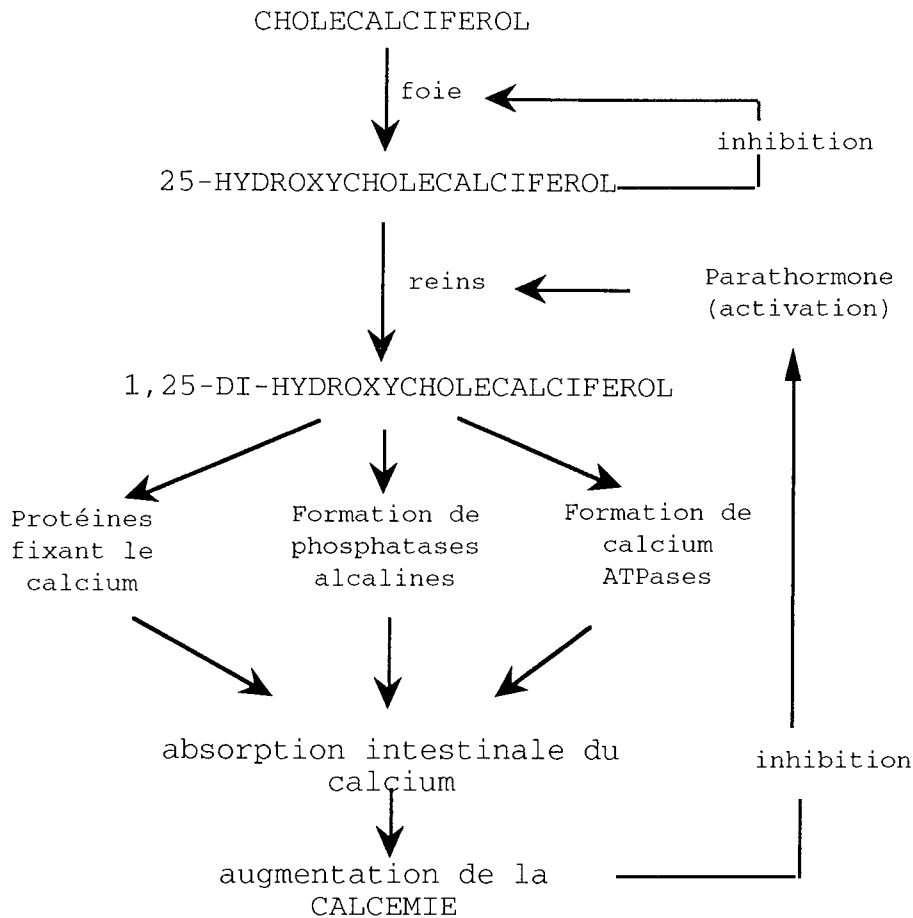 CHOLECALCIFEROL
foie
inhibition
25-HYDROXYCHOLECALCIFEROL
reins
Parathormone
(activation)
1,25-DI-HYDROXYCHOLECALCIFEROL
Protéines
fixant le
calcium
Formation de
phosphatases
alcalines
Formation de
calcium
ATPases
absorption intestinale du
calcium
inhibition
augmentation de la
CALCEMIE